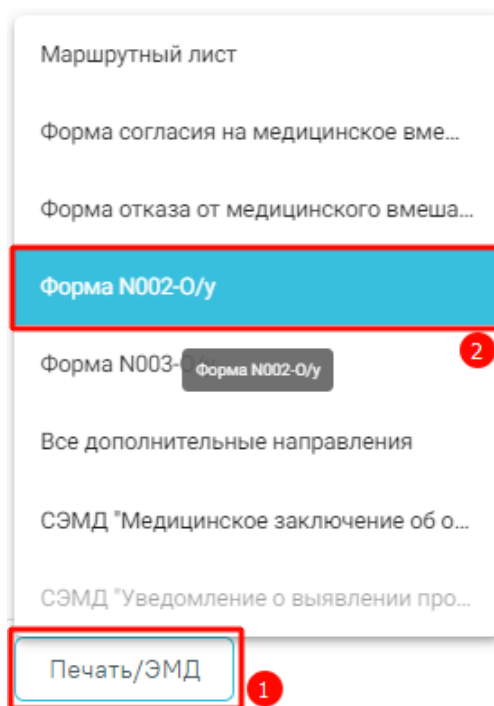 Маршрутный лист
Форма согласия на медицинское вме...
Форма отказа от медицинского вмеша...
Форма N002-О/у
2
Форма N003-О/у
Форма N002-О/у
Все дополнительные направления
СЭМД "Медицинское заключение об о...
СЭМД "Уведомление о выявлении про...
Печать/ЭМД
1